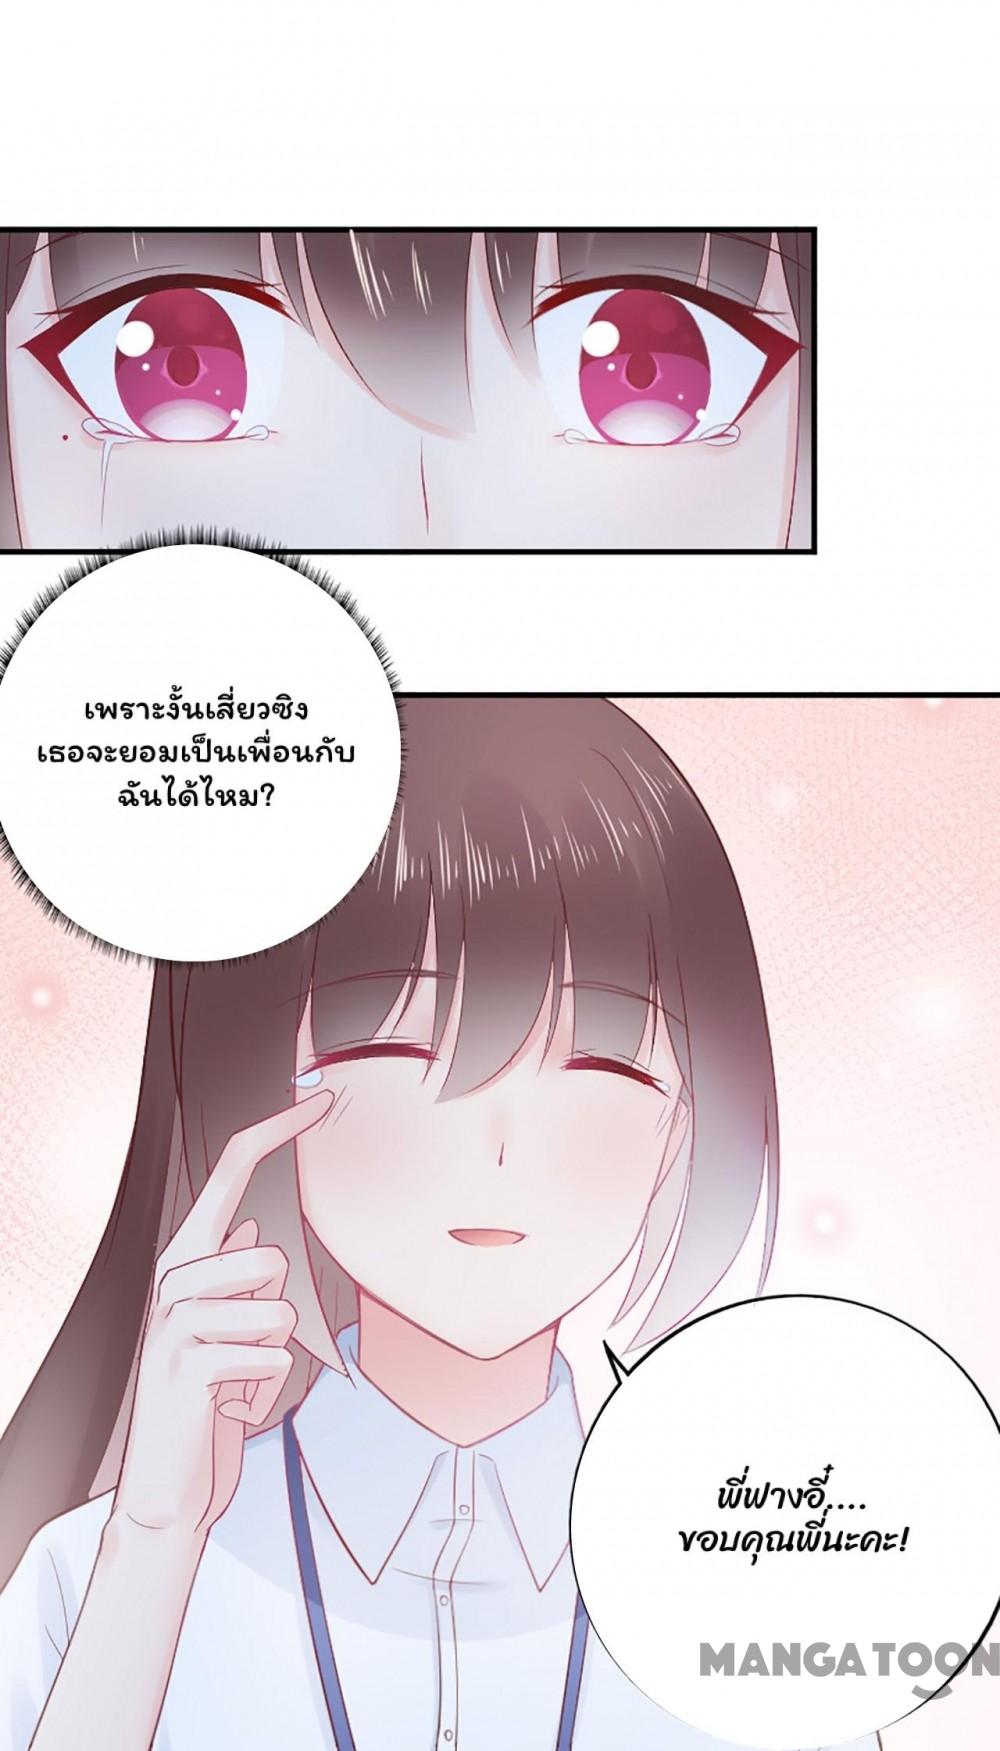 เพราะงั้นเสี่ยวซิง
เธอจะยอมเป็นเพื่อนกับ
ฉันได้ไหม?
พี่ฟางอี๋....
ขอบคุณพี่นะคะ!
MANGATOON